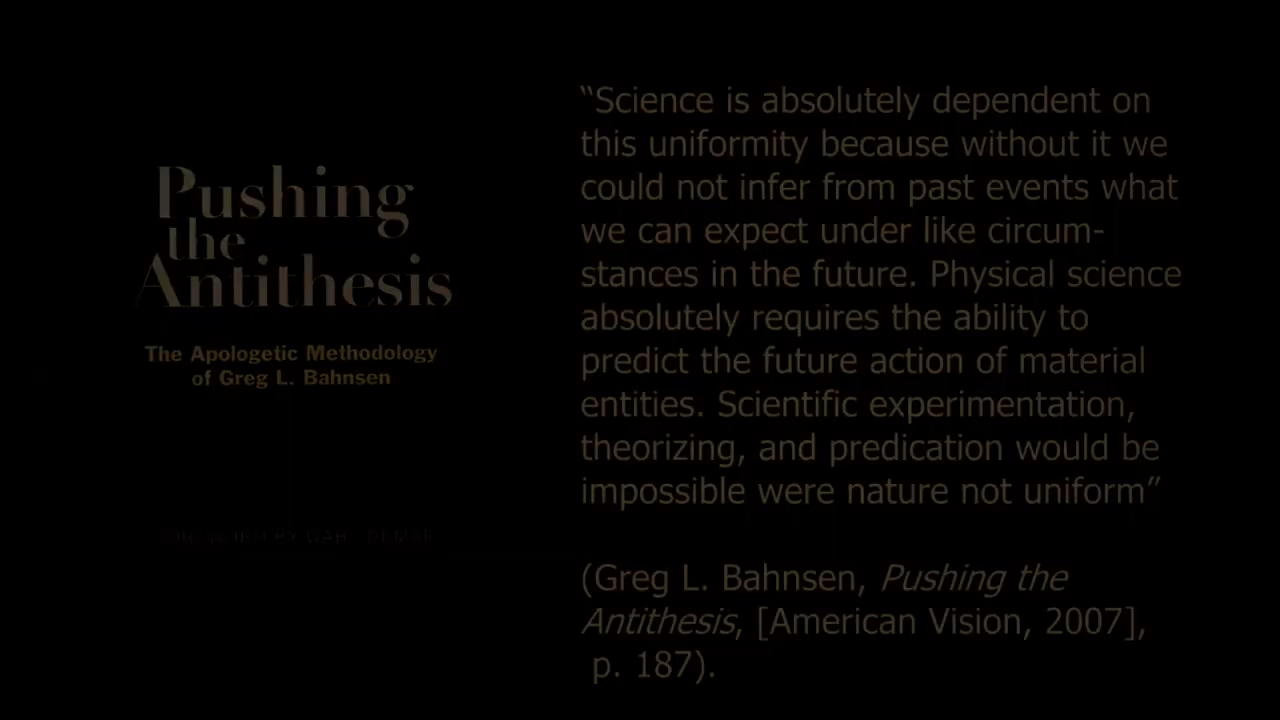 Pushing
the
Antithesis
The Apologetic Methodology
of Greg L. Bahnsen
“Science is absolutely dependent on
this uniformity because without it we
could not infer from past events what
we can expect under like circum-
stances in the future. Physical science
absolutely requires the ability to
predict the future action of material
entities. Scientific experimentation,
theorizing, and predication would be
impossible were nature not uniform”
(Greg L. Bahnsen, Pushing the
Antithesis, [American Vision, 2007],
p. 187).